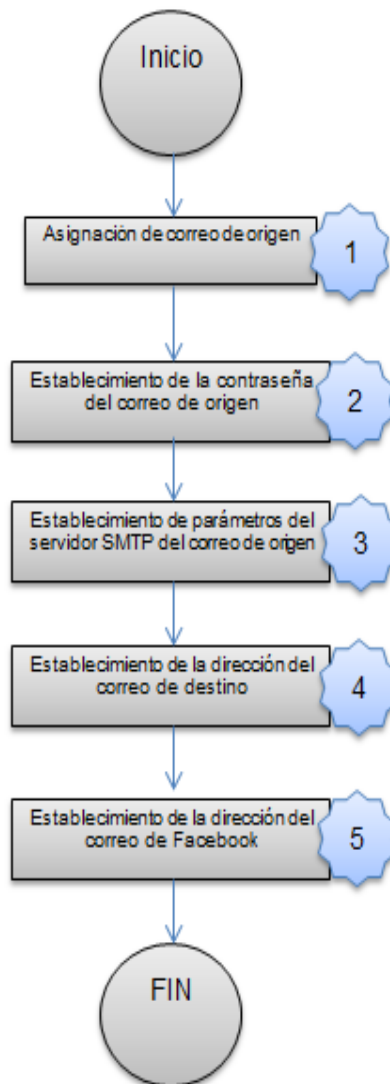 Inicio
Asignación de correo de origen
1
Establecimiento de la contraseña
del correo de origen
2
Establecimiento de parámetros del
servidor SMTP del correo de origen
3
Establecimiento de la dirección del
correo de destino
4
Establecimiento de la dirección del
correo de Facebook
5
FIN